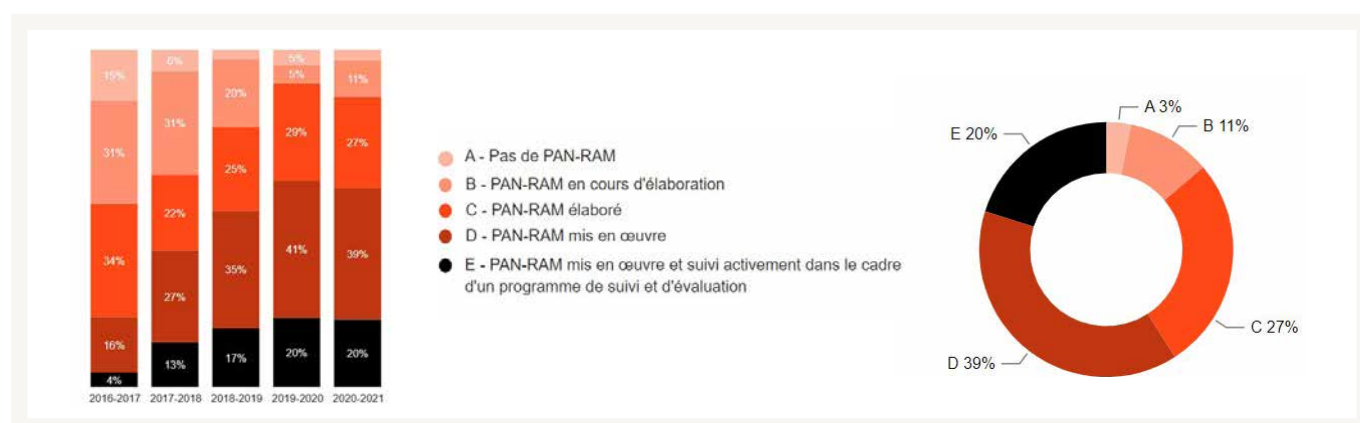 15%
31%
34%
16%
4%
2016-2017
6%
31%
22%
27%
13%
2017-2018
20%
25%
35%
17%
2018-2019
5%
5%
29%
41%
20%
2019-2020
11%
27%
39%
20%
2020-2021
A - Pas de PAN-RAM
B - PAN-RAM en cours d'élaboration
C - PAN-RAM élaboré
D - PAN-RAM mis en œuvre
E - PAN-RAM mis en œuvre et suivi activement dans le cadre
d'un programme de suivi et d'évaluation
A 3%
B 11%
C 27%
D 39%
E 20%